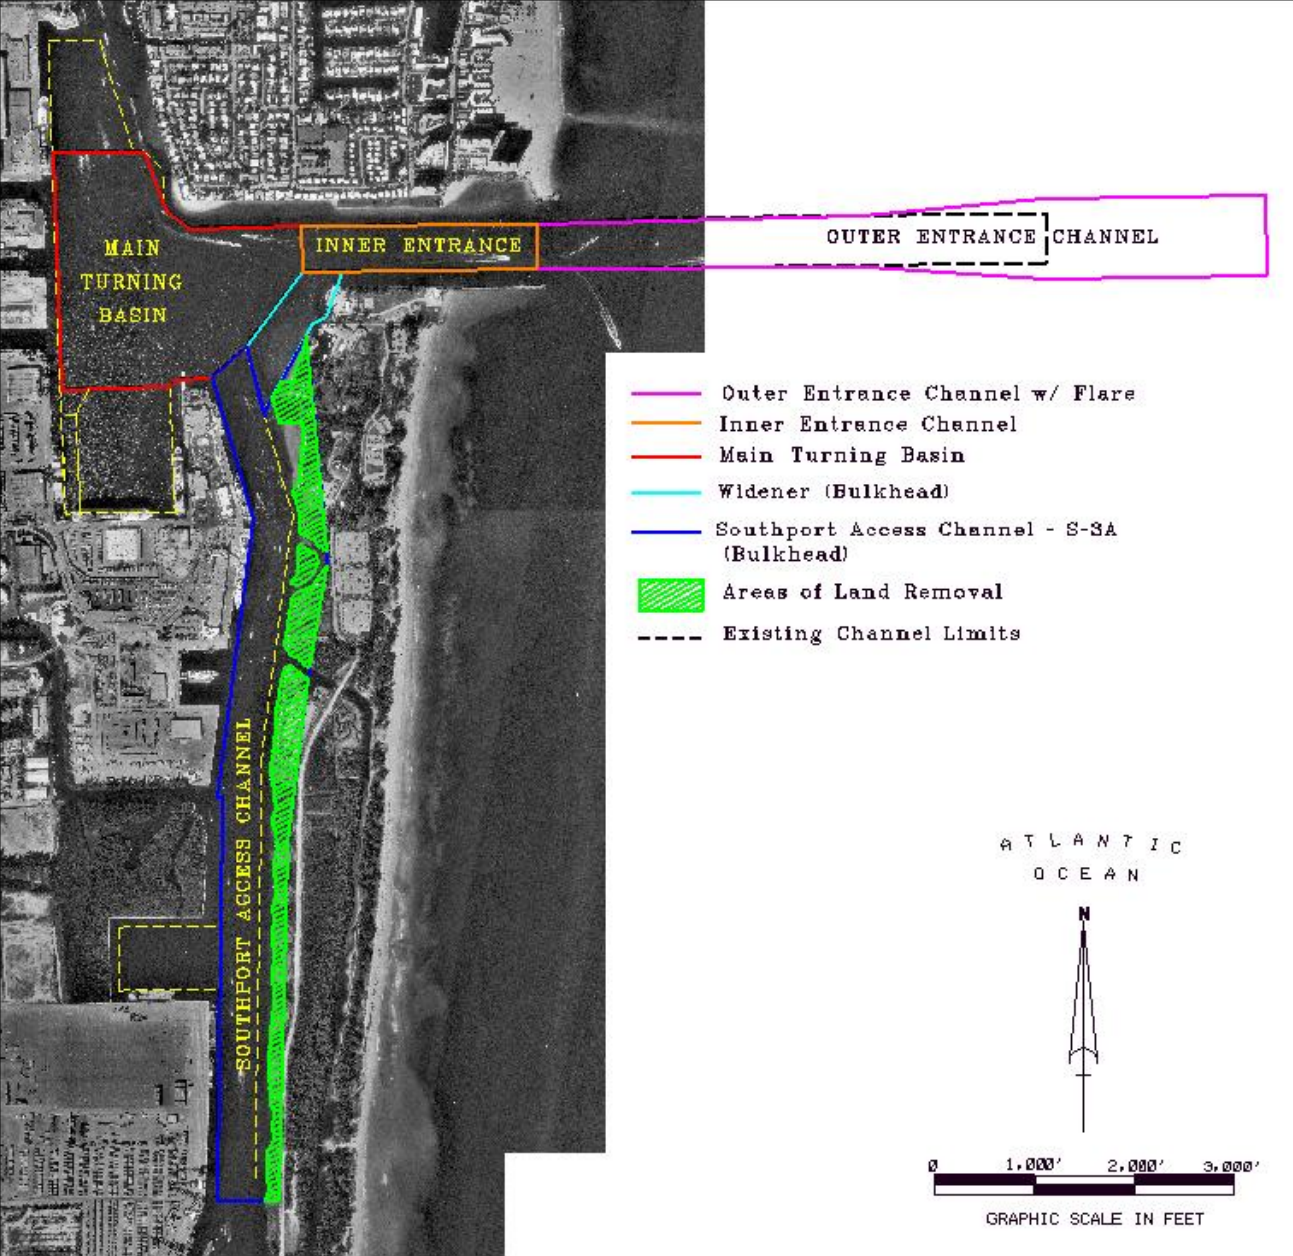 MAIN
TURNING
BASIN
INNER ENTRANCE
OUTER ENTRANCE CHANNEL
Outer Entrance Channel w/ Flare
Inner Entrance Channel
Main Turning Basin
Widener (Bulkhead)
Southport Access Channel - S-3A
(Bulkhead)
Areas of Land Removal
Existing Channel Limits
SOUTHPORT ACCESS CHANNEL
ATLANTIC
OCEAN
N
0 1,000' 2,000' 3,000'
GRAPHIC SCALE IN FEET